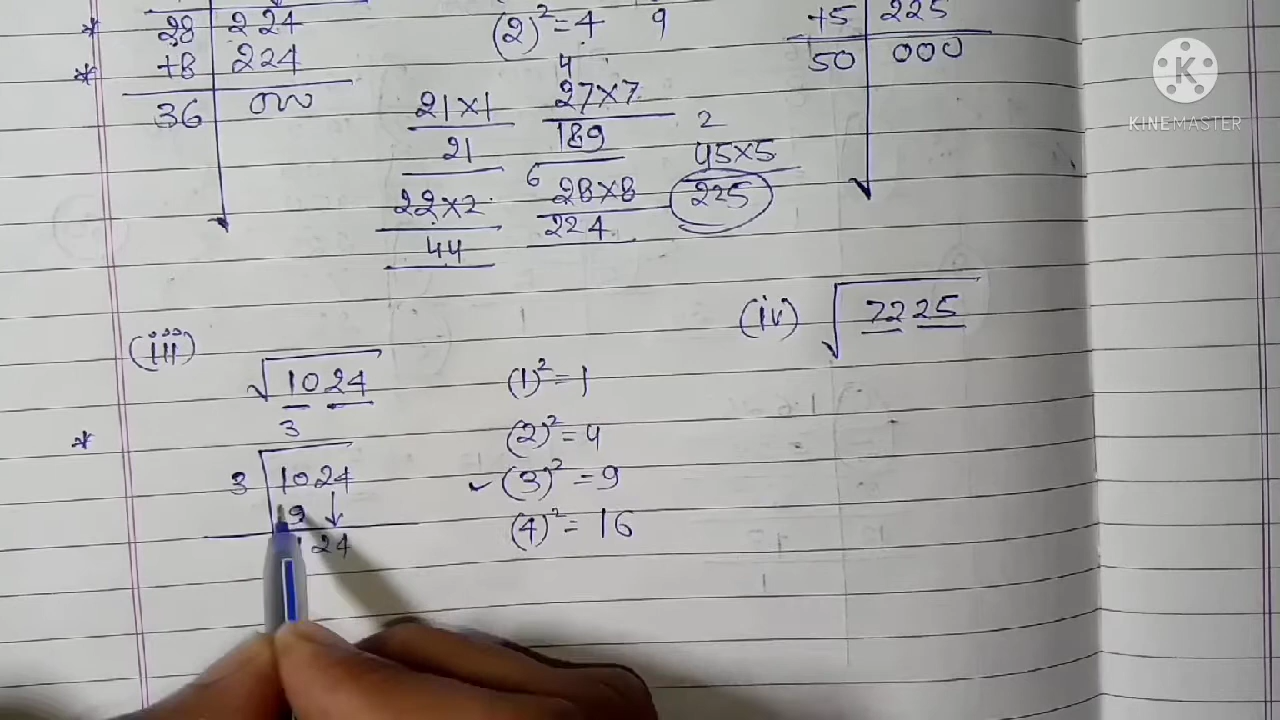 * 28 224
* +8 224
36 000
(2)² = 4 9
+5 225
50 000
21×1
21
22×2
44
4
27×7
189
6
28×8
224
2
45×5
225
K
KINEMASTER
(iii)
√1024
(iv) √7225
* 3
3 1024
9 ↓
124
(1)² = 1
(2)² = 4
✓ (3)² = 9
(4)² = 16